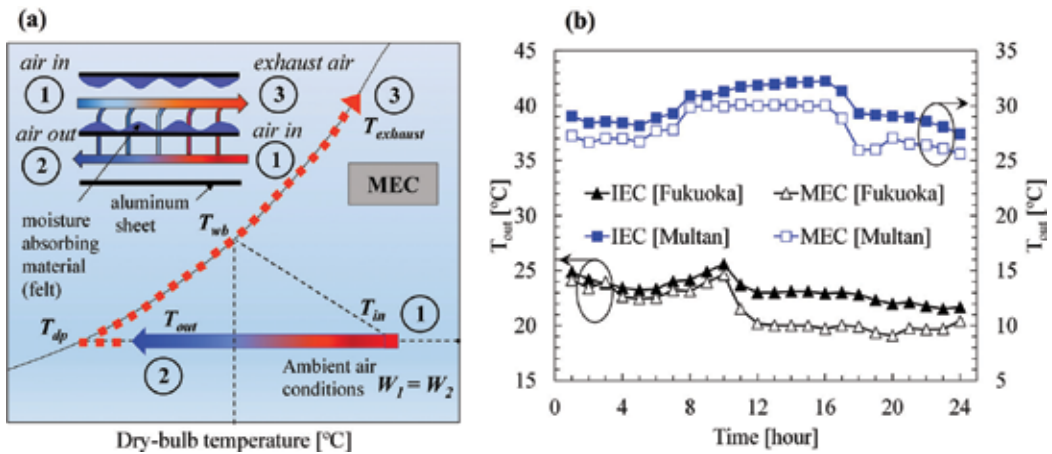 (a)
air in
exhaust air
1
3
3
T_exhaust
air out
air in
2
1
MEC
aluminum
sheet
moisture
absorbing
material
(felt)
T_wb
T_dp
T_out
T_in
1
2
Ambient air
conditions W_1 = W_2
Dry-bulb temperature [°C]
(b)
45
40
35
30
25
20
15
T_out [°C]
35
30
25
20
15
10
5
T_out [°C]
IEC [Fukuoka]
MEC [Fukuoka]
IEC [Multan]
MEC [Multan]
0
4
8
12
16
20
24
Time [hour]